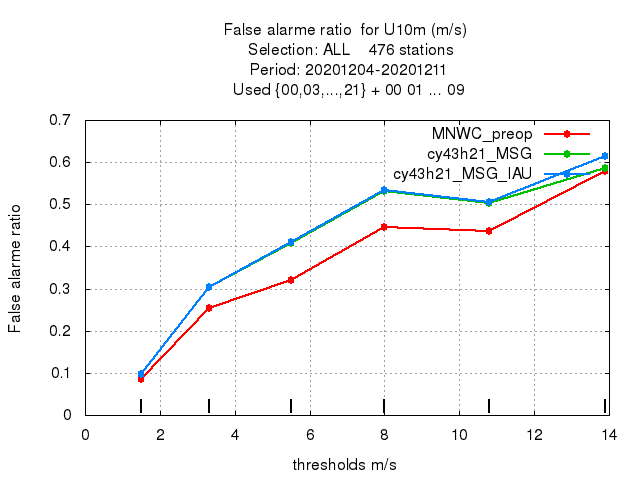 False alarme ratio  for U10m (m/s)
Selection: ALL    476 stations
Period: 20201204-20201211
Used {00,03,...,21} + 00 01 ... 09
0.7
0.6
0.5
0.4
0.3
0.2
0.1
0
False alarme ratio
MNWC_preop
cy43h21_MSG
cy43h21_MSG_IAU
0 2 4 6 8 10 12 14
thresholds m/s